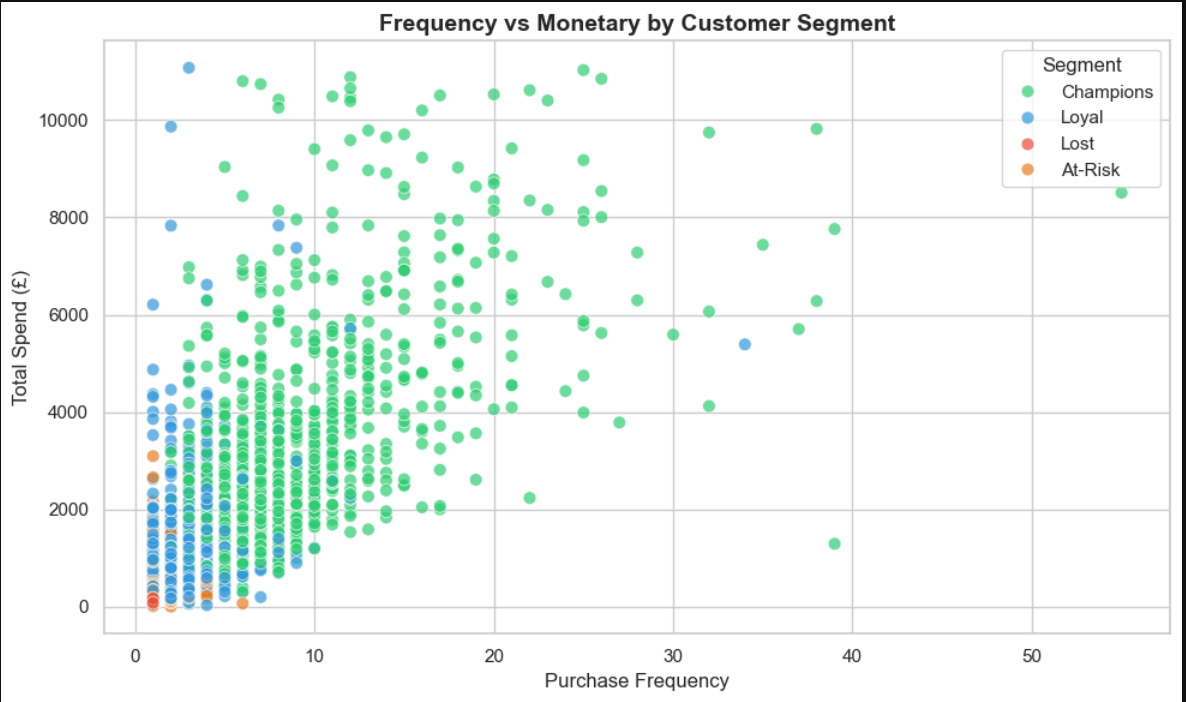 Frequency vs Monetary by Customer Segment
Segment
Champions
Loyal
Lost
At-Risk
10000
8000
6000
4000
2000
0
Total Spend (£)
0 10 20 30 40 50
Purchase Frequency